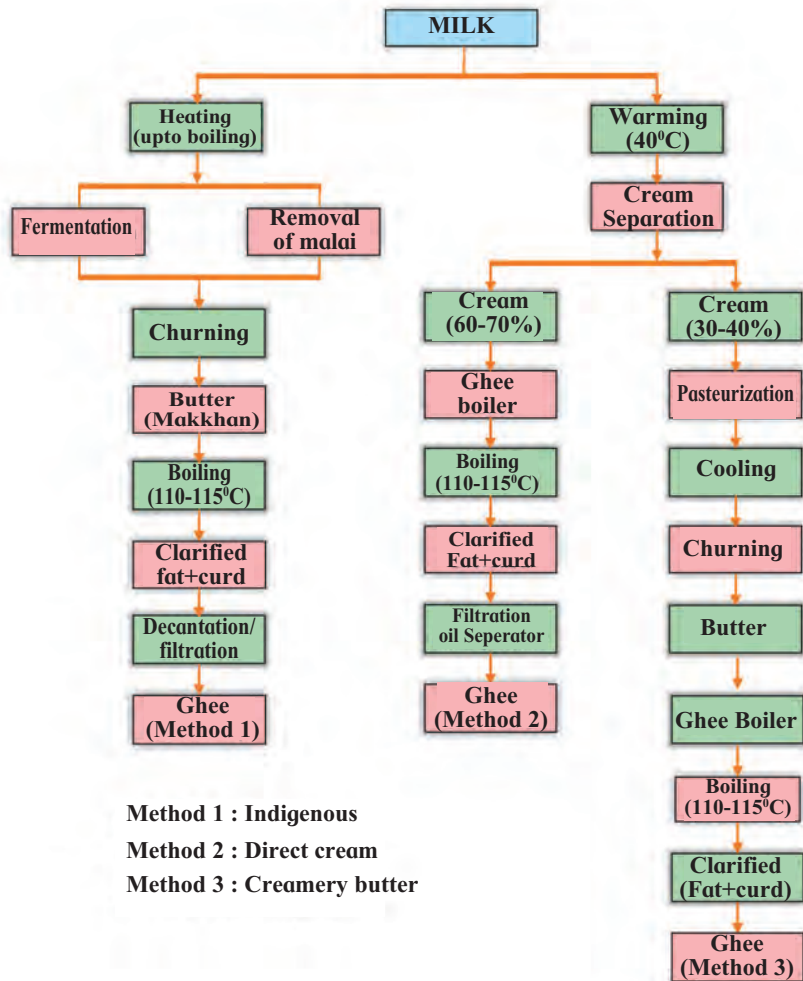 MILK
Heating
(upto boiling)
Warming
(40⁰C)
Fermentation
Removal
of malai
Cream
Separation
Churning
Cream
(60-70%)
Cream
(30-40%)
Butter
(Makkhan)
Ghee
boiler
Pasteurization
Boiling
(110-115⁰C)
Boiling
(110-115⁰C)
Cooling
Clarified
fat+curd
Clarified
Fat+curd
Churning
Decantation/
filtration
Filtration
oil Seperator
Butter
Ghee
(Method 1)
Ghee
(Method 2)
Ghee Boiler
Boiling
(110-115⁰C)
Clarified
(Fat+curd)
Ghee
(Method 3)
Method 1 : Indigenous
Method 2 : Direct cream
Method 3 : Creamery butter